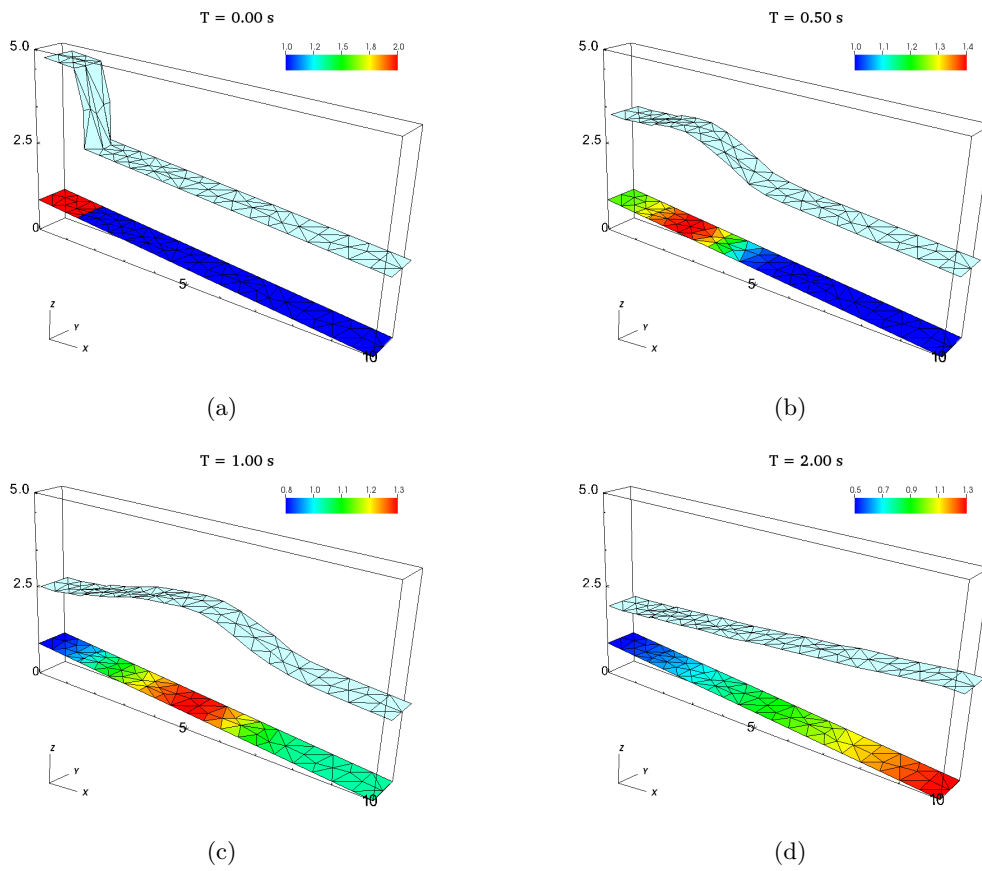 T = 0.00 s
1.0 1.2 1.5 1.8 2.0
5.0
2.5
0
5
10
Z
Y
X
(a)
T = 0.50 s
1.0 1.1 1.2 1.3 1.4
5.0
2.5
0
5
10
Z
Y
X
(b)
T = 1.00 s
0.8 1.0 1.1 1.2 1.3
5.0
2.5
0
5
10
Z
Y
X
(c)
T = 2.00 s
0.5 0.7 0.9 1.1 1.3
5.0
2.5
0
5
10
Z
Y
X
(d)